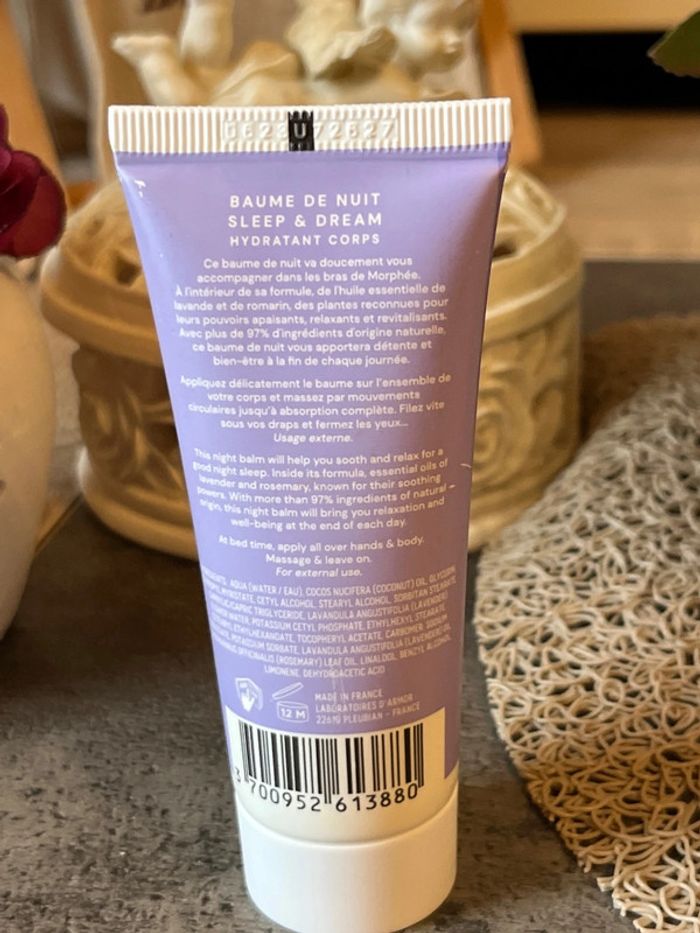 BAUME DE NUIT
SLEEP & DREAM
HYDRATANT CORPS
Ce baume de nuit va doucement vous
accompagner dans les bras de Morphée.
À l'intérieur de sa formule, de l'huile essentielle de
lavande et de romarin, des plantes reconnues pour
leurs pouvoirs apaisants, relaxants et revitalisants.
Avec plus de 97% d'ingrédients d'origine naturelle,
ce baume de nuit vous apportera détente et
bien-être à la fin de chaque journée.
Appliquez délicatement le baume sur l'ensemble de
votre corps et massez par mouvements
circulaires jusqu'à absorption complète. Filez vite
sous vos draps et fermez les yeux...
Usage externe.
This night balm will help you sooth and relax for a
good night sleep. Inside its formula, essential oils of
lavender and rosemary, known for their soothing
powers. With more than 97% ingredients of natural
origin, this night balm will bring you relaxation and
well-being at the end of each day.
At bed time, apply all over hands & body.
Massage & leave on.
For external use.
AQUA (WATER / EAU), COCOS NUCIFERA (COCONUT) OIL, GLYCERIN,
MYRISTATE, CETYL ALCOHOL, STEARYL ALCOHOL, SORBITAN STEARATE,
CAPRIC TRIGLYCERIDE, LAVANDULA ANGUSTIFOLIA (LAVENDER)
FLOWER WATER, POTASSIUM CETYL PHOSPHATE, ETHYLHEXYL STEARATE,
TOCOPHERYL ACETATE, CARBOMER, SODIUM
POTASSIUM SORBATE, LAVANDULA ANGUSTIFOLIA (LAVENDER) OIL
OFFICINALIS (ROSEMARY) LEAF OIL, LINALOOL, BENZYL ALCOHOL,
LIMONENE, DEHYDROACETIC ACID
12 M
MADE IN FRANCE
LABORATOIRES D'ARMOR
22610 PLEUBIAN - FRANCE
3 700952 613880